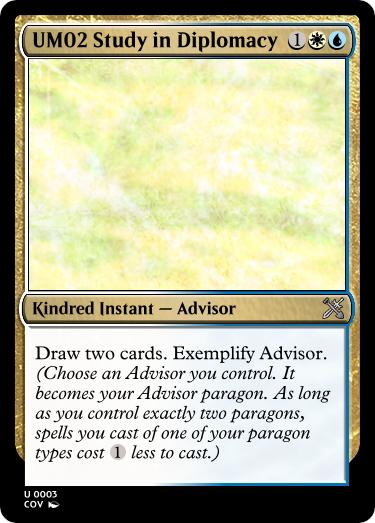 UM02 Study in Diplomacy 1
Kindred Instant — Advisor
Draw two cards. Exemplify Advisor.
(Choose an Advisor you control. It
becomes your Advisor paragon. As long
as you control exactly two paragons,
spells you cast of one of your paragon
types cost 1 less to cast.)
U 0003
COV